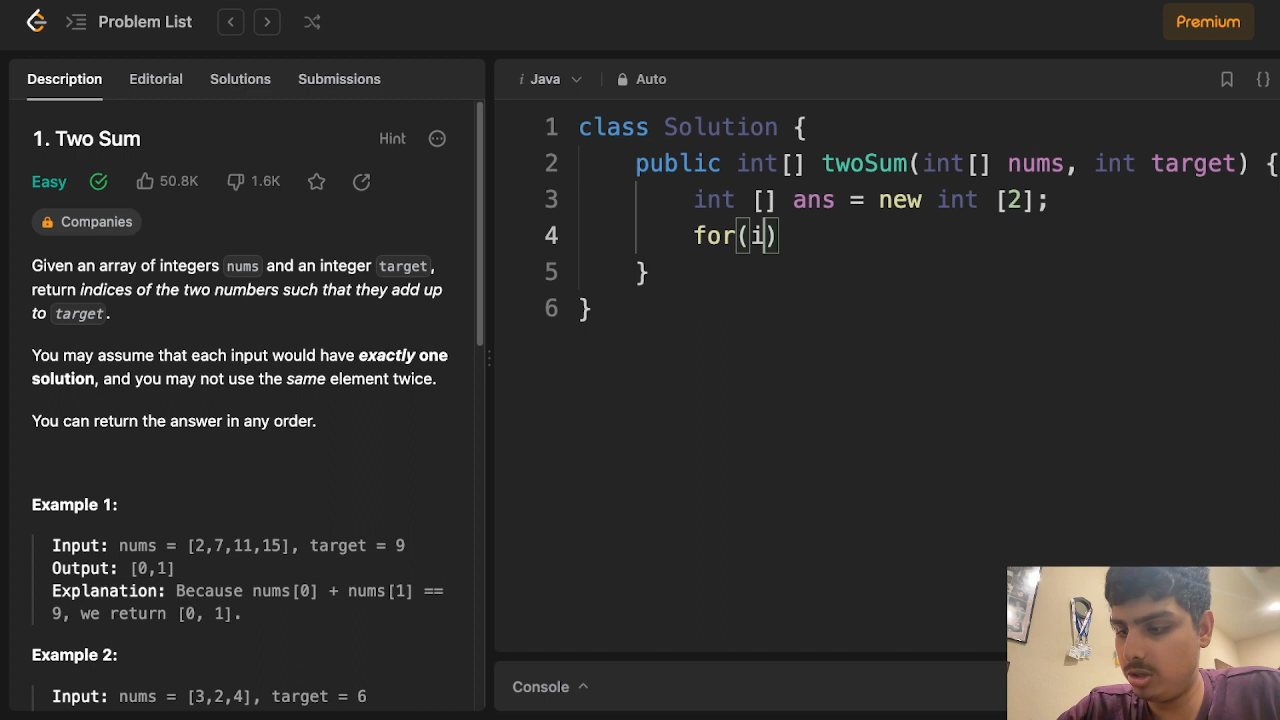 Problem List
Premium
Description Editorial Solutions Submissions
1. Two Sum
Hint
Easy 50.8K 1.6K
Companies
Given an array of integers nums and an integer target,
return indices of the two numbers such that they add up
to target.
You may assume that each input would have exactly one
solution, and you may not use the same element twice.
You can return the answer in any order.
Example 1:
Input: nums = [2,7,11,15], target = 9
Output: [0,1]
Explanation: Because nums[0] + nums[1] ==
9, we return [0, 1].
Example 2:
Input: nums = [3,2,4], target = 6
i Java Auto {}
1 class Solution {
2 public int[] twoSum(int[] nums, int target) {
3 int [] ans = new int [2];
4 for(i)
5 }
6 }
Console